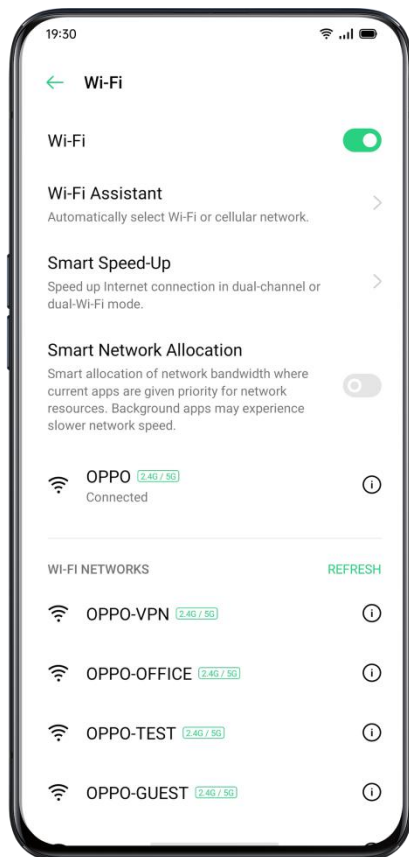 19:30
Wi-Fi
Wi-Fi
Wi-Fi Assistant
Automatically select Wi-Fi or cellular network.
Smart Speed-Up
Speed up Internet connection in dual-channel or
dual-Wi-Fi mode.
Smart Network Allocation
Smart allocation of network bandwidth where
current apps are given priority for network
resources. Background apps may experience
slower network speed.
OPPO 2.4G / 5G
Connected
WI-FI NETWORKS REFRESH
OPPO-VPN 2.4G / 5G
OPPO-OFFICE 2.4G / 5G
OPPO-TEST 2.4G / 5G
OPPO-GUEST 2.4G / 5G